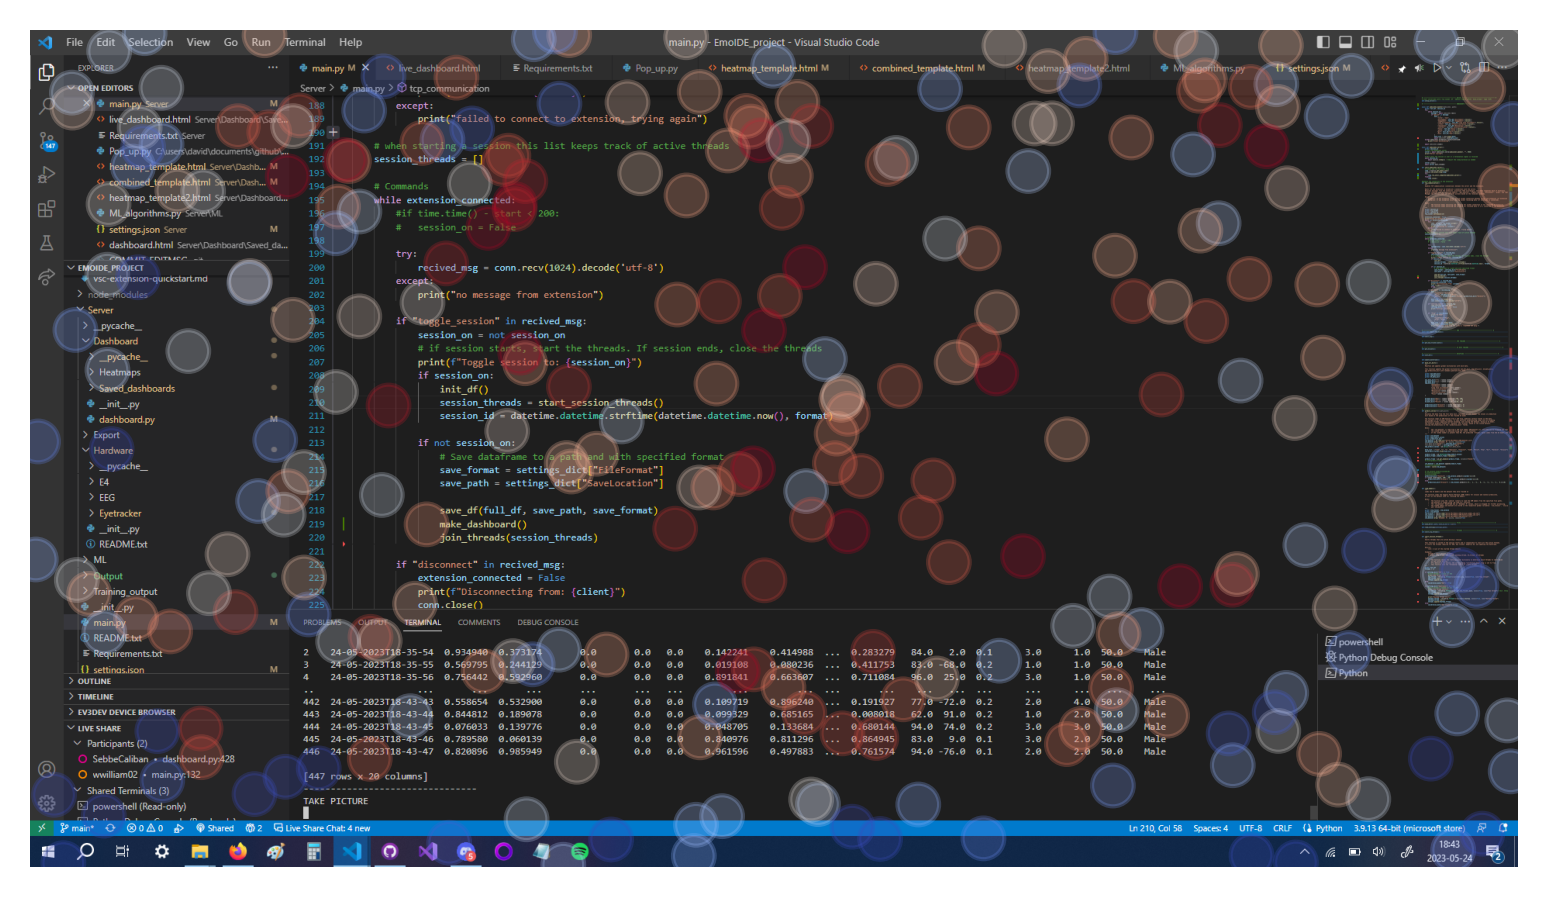 File Edit Selection View Go Run Terminal Help
main.py - EmoIDE_project - Visual Studio Code
EXPLORER
main.py M
live_dashboard.html
Requirements.txt
Pop_up.py
heatmap_template.html M
combined_template.html M
heatmap_template2.html
ML_algorithms.py
settings.json M
OPEN EDITORS
main.py Server M
live_dashboard.html Server\Dashboard\Save...
Requirements.txt Server
Pop_up.py C:\users\david\documents\github\...
heatmap_template.html Server\Dashb... M
combined_template.html Server\Dash... M
heatmap_template2.html Server\Dashboard...
ML_algorithms.py Server\ML
settings.json Server M
dashboard.html Server\Dashboard\Saved_da...
EMOIDE_PROJECT
vsc-extension-quickstart.md
node_modules
Server
__pycache__
Dashboard
__pycache__
Heatmaps
Saved_dashboards
__init__.py
dashboard.py M
Export
Hardware
__pycache__
E4
EEG
Eyetracker
__init__.py
README.txt
ML
Output
Training_output
__init__.py
main.py M
README.txt
Requirements.txt
settings.json M
OUTLINE
TIMELINE
EV3DEV DEVICE BROWSER
LIVE SHARE
Participants (2)
SebbeCaliban • dashboard.py:428
wwilliam02 • main.py:132
Shared Terminals (3)
powershell (Read-only)
Server > main.py > tcp_communication
188 except:
189 print("failed to connect to extension, trying again")
190
191 # when starting a session this list keeps track of active threads
192 session_threads = []
193
194 # Commands
195 while extension_connected:
196 #if time.time() - start < 200:
197 # session_on = False
198
199 try:
200 recived_msg = conn.recv(1024).decode('utf-8')
201 except:
202 print("no message from extension")
203
204 if "toggle_session" in recived_msg:
205 session_on = not session_on
206 # if session starts, start the threads. If session ends, close the threads
207 print(f"Toggle session to: {session_on}")
208 if session_on:
209 init_df()
210 session_threads = start_session_threads()
211 session_id = datetime.datetime.strftime(datetime.datetime.now(), format)
212
213 if not session_on:
214 # Save dataframe to a path and with specified format
215 save_format = settings_dict["FileFormat"]
216 save_path = settings_dict["SaveLocation"]
217
218 save_df(full_df, save_path, save_format)
219 make_dashboard()
220 join_threads(session_threads)
221
222 if "disconnect" in recived_msg:
223 extension_connected = False
224 print(f"Disconnecting from: {client}")
225 conn.close()
PROBLEMS OUTPUT TERMINAL COMMENTS DEBUG CONSOLE
2 24-05-2023T18-35-54 0.934940 0.373174 0.0 0.0 0.0 0.142241 0.414988 ... 0.283279 84.0 2.0 0.1 3.0 1.0 50.0 Male
3 24-05-2023T18-35-55 0.569795 0.244129 0.0 0.0 0.0 0.019108 0.080236 ... 0.411753 83.0 -68.0 0.2 1.0 1.0 50.0 Male
4 24-05-2023T18-35-56 0.756442 0.592960 0.0 0.0 0.0 0.891841 0.663607 ... 0.711084 96.0 25.0 0.2 3.0 1.0 50.0 Male
.. ... ... ... ... ... ... ... ... ... ... ... ... ... ... ... ... ...
442 24-05-2023T18-43-43 0.558654 0.532900 0.0 0.0 0.0 0.109719 0.896240 ... 0.191927 77.0 -72.0 0.2 2.0 4.0 50.0 Male
443 24-05-2023T18-43-44 0.844812 0.189078 0.0 0.0 0.0 0.099329 0.685165 ... 0.008018 62.0 91.0 0.2 1.0 2.0 50.0 Male
444 24-05-2023T18-43-45 0.076033 0.139776 0.0 0.0 0.0 0.048705 0.133684 ... 0.680144 94.0 74.0 0.2 3.0 3.0 50.0 Male
445 24-05-2023T18-43-46 0.789580 0.060139 0.0 0.0 0.0 0.840976 0.811296 ... 0.864945 83.0 9.0 0.1 3.0 2.0 50.0 Male
446 24-05-2023T18-43-47 0.820896 0.985949 0.0 0.0 0.0 0.961596 0.497883 ... 0.761574 94.0 -76.0 0.1 2.0 2.0 50.0 Male
[447 rows x 20 columns]
--------------------------------
TAKE PICTURE
powershell
Python Debug Console
Python
main* 0 0 Shared 2 Live Share Chat: 4 new
Ln 210, Col 58 Spaces: 4 UTF-8 CRLF Python 3.9.13 64-bit (microsoft store)
18:43
2023-05-24